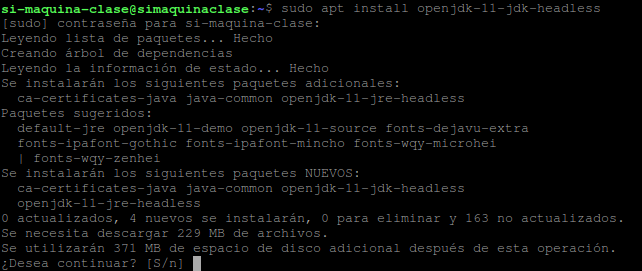 si-maquina-clase@simaquinaclase:~$ sudo apt install openjdk-11-jdk-headless
[sudo] contraseña para si-maquina-clase:
Leyendo lista de paquetes... Hecho
Creando árbol de dependencias
Leyendo la información de estado... Hecho
Se instalarán los siguientes paquetes adicionales:
  ca-certificates-java java-common openjdk-11-jre-headless
Paquetes sugeridos:
  default-jre openjdk-11-demo openjdk-11-source fonts-dejavu-extra
  fonts-ipafont-gothic fonts-ipafont-mincho fonts-wqy-microhei
  | fonts-wqy-zenhei
Se instalarán los siguientes paquetes NUEVOS:
  ca-certificates-java java-common openjdk-11-jdk-headless
  openjdk-11-jre-headless
0 actualizados, 4 nuevos se instalarán, 0 para eliminar y 163 no actualizados.
Se necesita descargar 229 MB de archivos.
Se utilizarán 371 MB de espacio de disco adicional después de esta operación.
¿Desea continuar? [S/n]